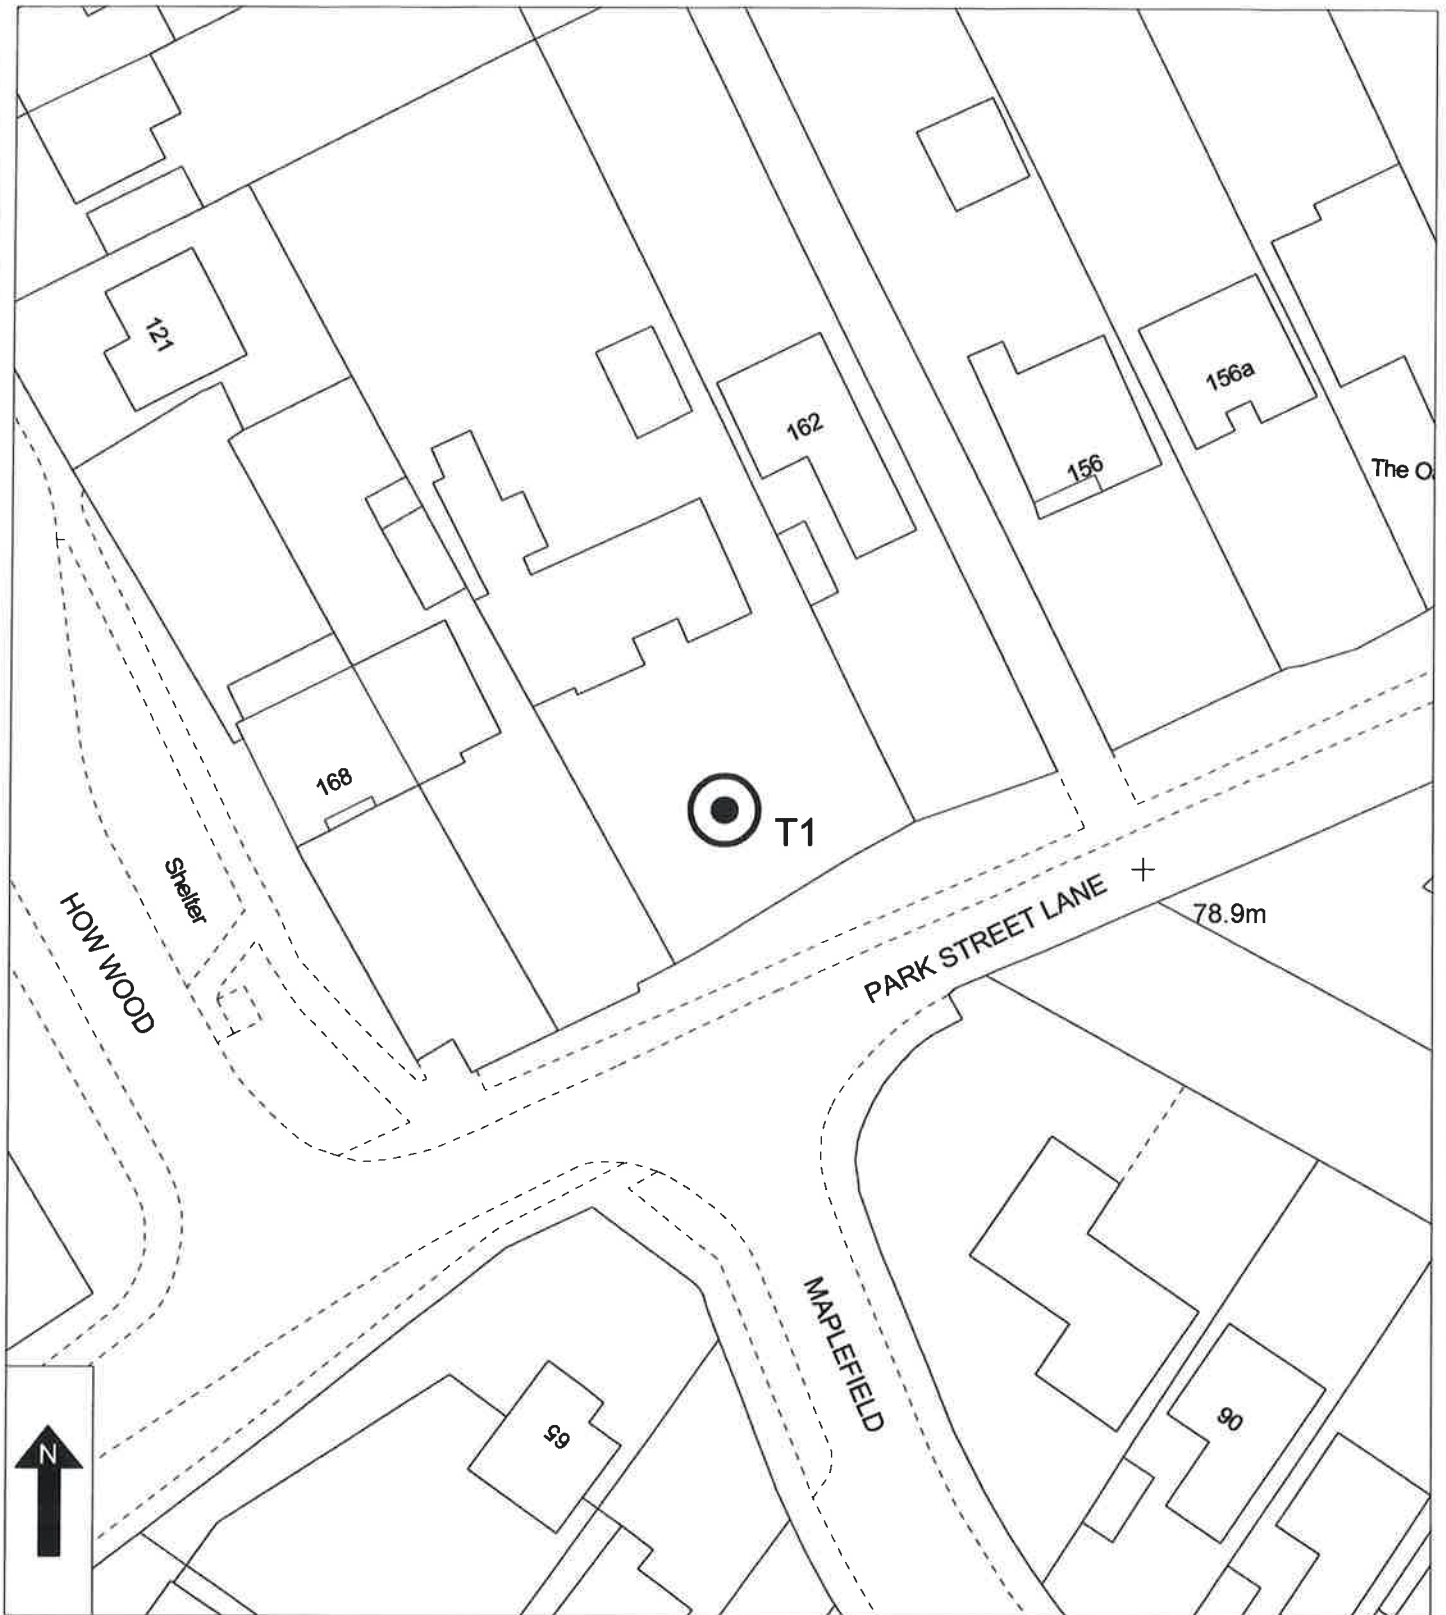 121
162
156
156a
The O
168
T1
Shelter
HOW WOOD
PARK STREET LANE
78.9m
MAPLEFIELD
65
90
N